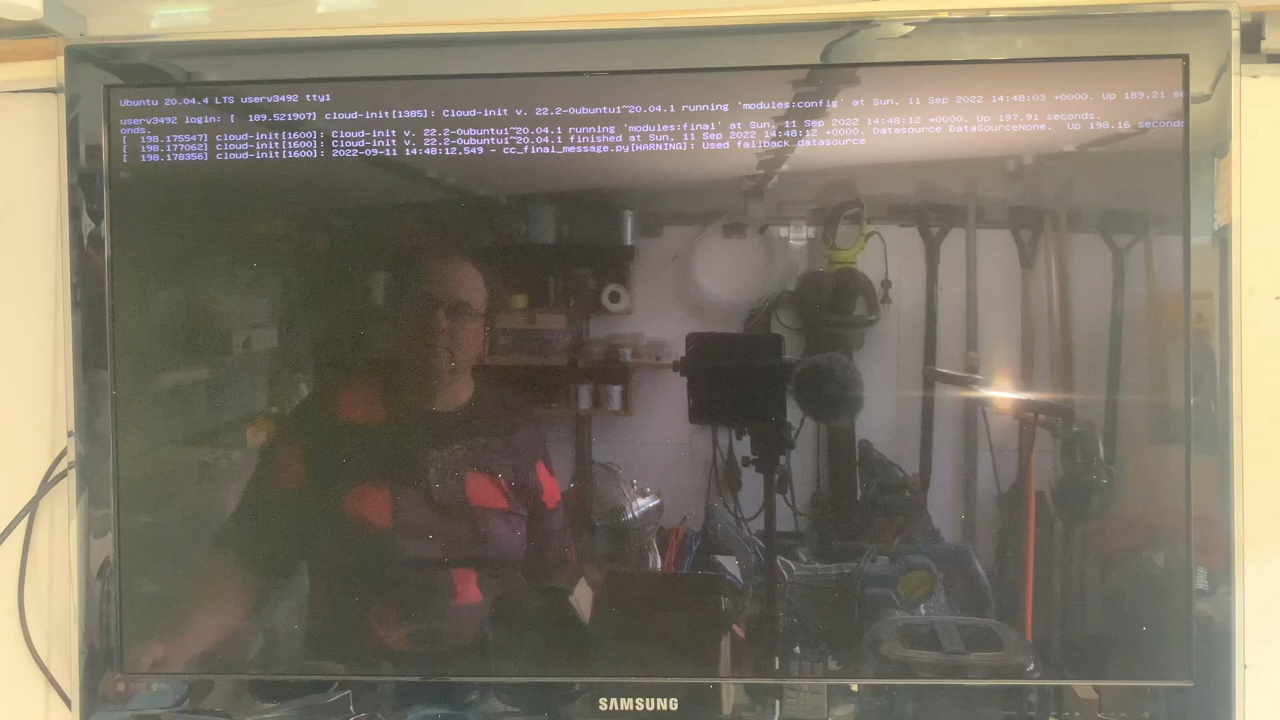 Ubuntu 20.04.4 LTS userv3492 tty1
userv3492 login: [  189.521907] cloud-init[1385]: Cloud-init v. 22.2-0ubuntu1~20.04.1 running 'modules:config' at Sun, 11 Sep 2022 14:48:03 +0000. Up 189.21 sec
onds.
[  198.175547] cloud-init[1600]: Cloud-init v. 22.2-0ubuntu1~20.04.1 running 'modules:final' at Sun, 11 Sep 2022 14:48:12 +0000. Up 197.91 seconds.
[  198.177062] cloud-init[1600]: Cloud-init v. 22.2-0ubuntu1~20.04.1 finished at Sun, 11 Sep 2022 14:48:12 +0000. Datasource DataSourceNone.  Up 198.16 seconds
[  198.178356] cloud-init[1600]: 2022-09-11 14:48:12,549 - cc_final_message.py[WARNING]: Used fallback datasource
SAMSUNG